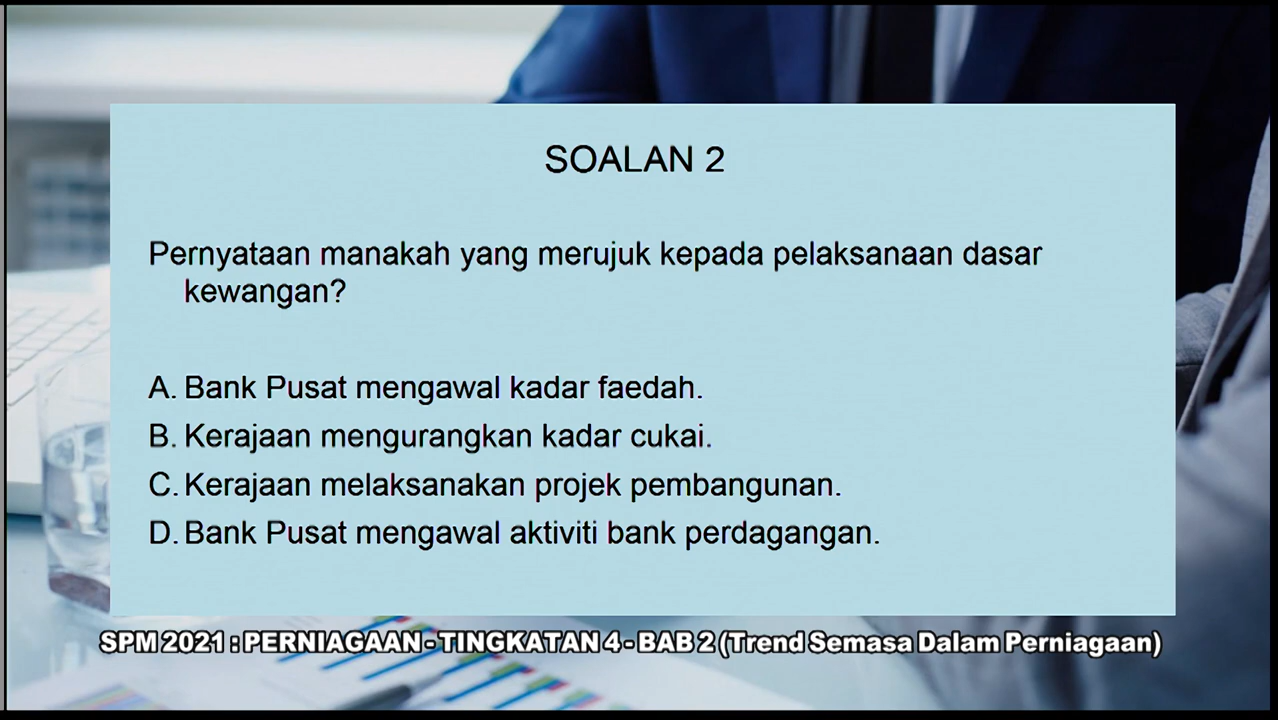 SOALAN 2
Pernyataan manakah yang merujuk kepada pelaksanaan dasar
kewangan?
A. Bank Pusat mengawal kadar faedah.
B. Kerajaan mengurangkan kadar cukai.
C. Kerajaan melaksanakan projek pembangunan.
D. Bank Pusat mengawal aktiviti bank perdagangan.
SPM 2021 : PERNIAGAAN - TINGKATAN 4 - BAB 2 (Trend Semasa Dalam Perniagaan)